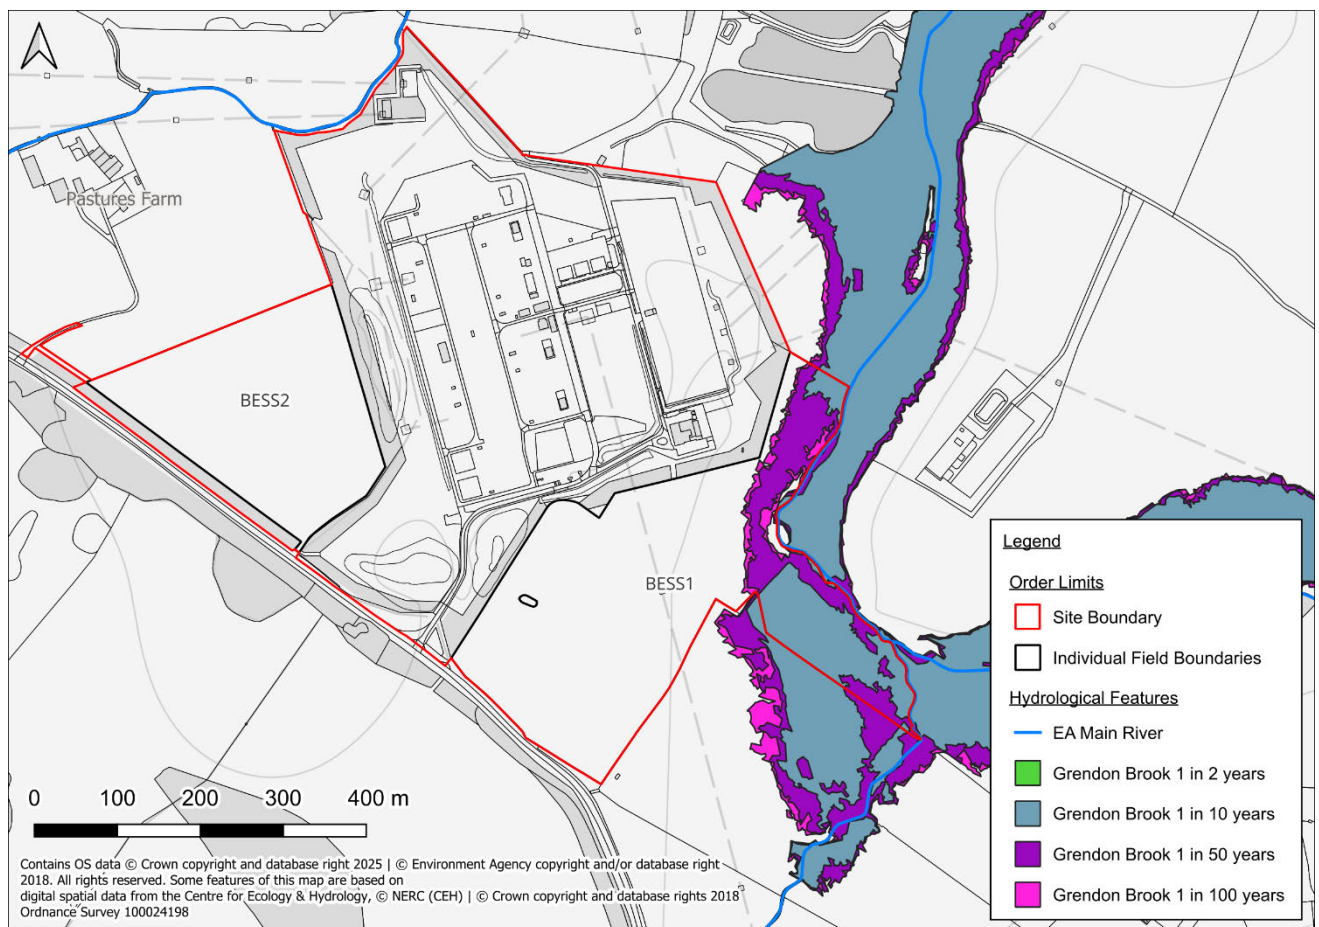 Pastures Farm
BESS2
BESS1
Legend
Order Limits
Site Boundary
Individual Field Boundaries
Hydrological Features
EA Main River
Grendon Brook 1 in 2 years
Grendon Brook 1 in 10 years
Grendon Brook 1 in 50 years
Grendon Brook 1 in 100 years
0 100 200 300 400 m
Contains OS data © Crown copyright and database right 2025 | © Environment Agency copyright and/or database right
2018. All rights reserved. Some features of this map are based on
digital spatial data from the Centre for Ecology & Hydrology, © NERC (CEH) | © Crown copyright and database rights 2018
Ordnance Survey 100024198